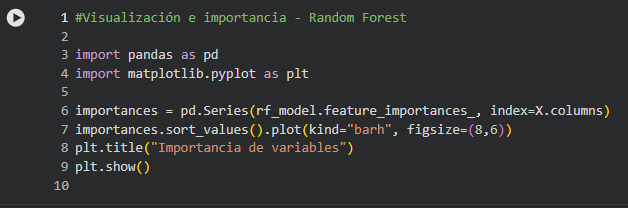 1 #Visualización e importancia - Random Forest
2
3 import pandas as pd
4 import matplotlib.pyplot as plt
5
6 importances = pd.Series(rf_model.feature_importances_, index=X.columns)
7 importances.sort_values().plot(kind="barh", figsize=(8,6))
8 plt.title("Importancia de variables")
9 plt.show()
10